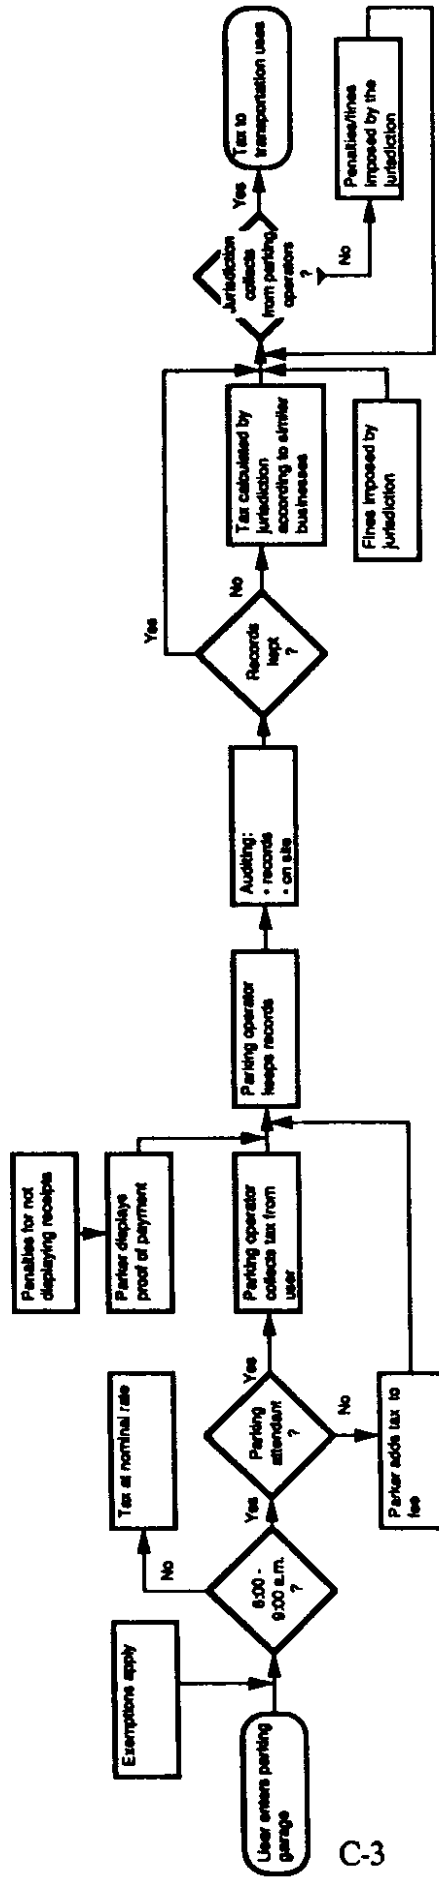 User enters parking
garage
Exemptions apply
6:00 -
9:00 a.m.
?
No
Tax at nominal rate
Yes
Parking
attendant
?
No
Parker adds tax to
fee
Yes
Parking operator
collects tax from
user
Penalties for not
displaying receipts
Parker displays
proof of payment
Parking operator
keeps records
Auditing:
• records
• on site
Records
kept
?
Yes
No
Tax calculated by
jurisdiction
according to similar
businesses
Fines imposed by
jurisdiction
Jurisdiction
collects
from parking
operators
?
Yes
Tax to
transportation uses
No
Penalties/fines
imposed by the
jurisdiction
C-3